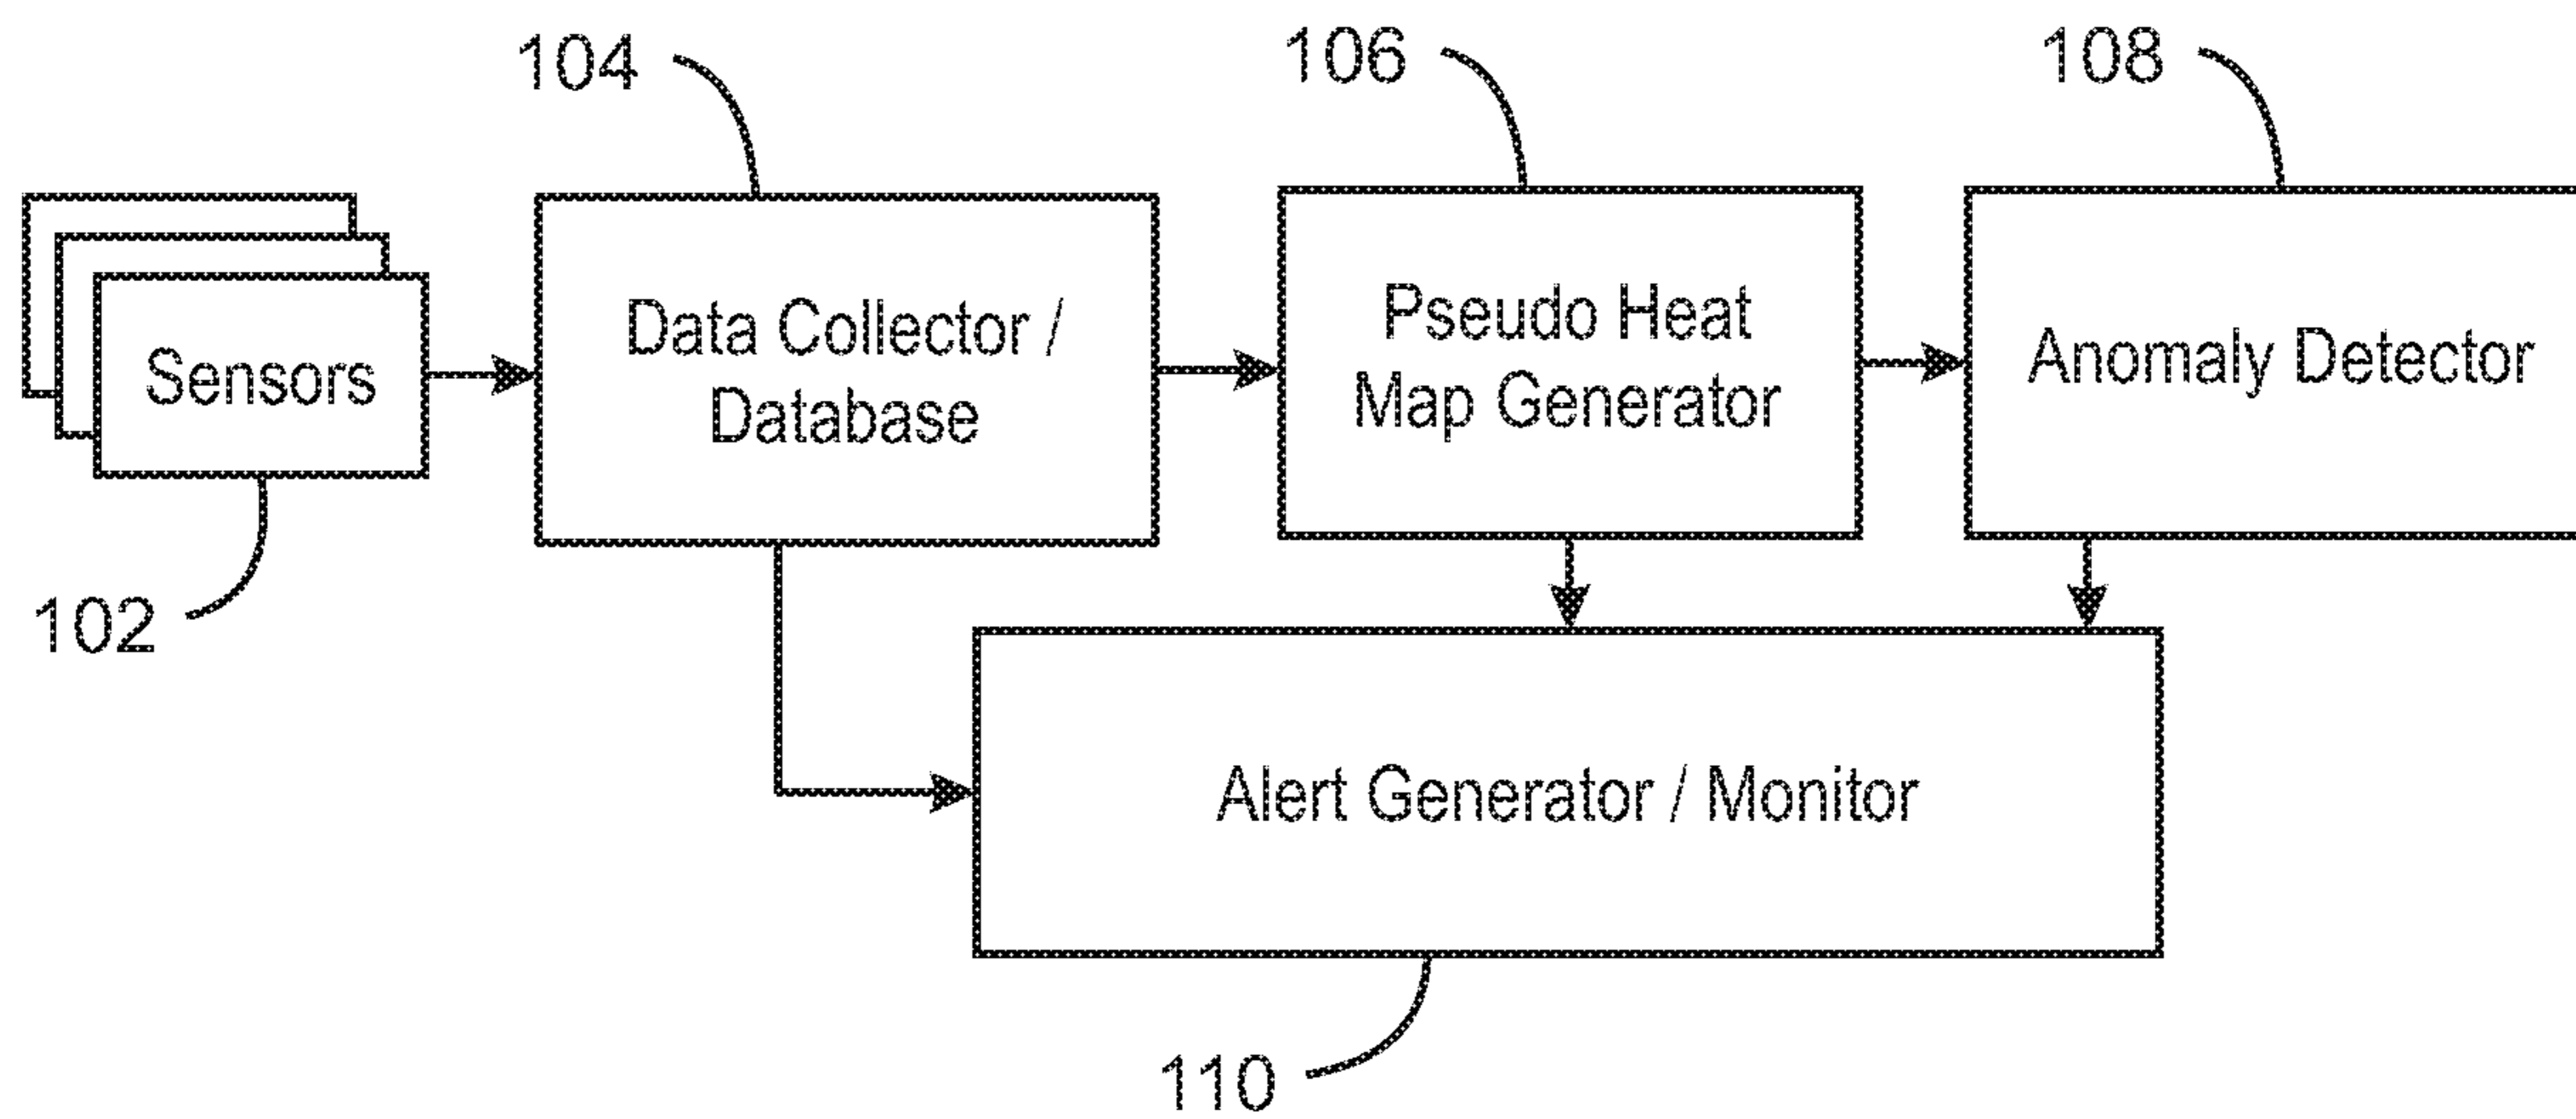 104
106
108
Sensors
Data Collector /
Database
Pseudo Heat
Map Generator
Anomaly Detector
102
Alert Generator / Monitor
110